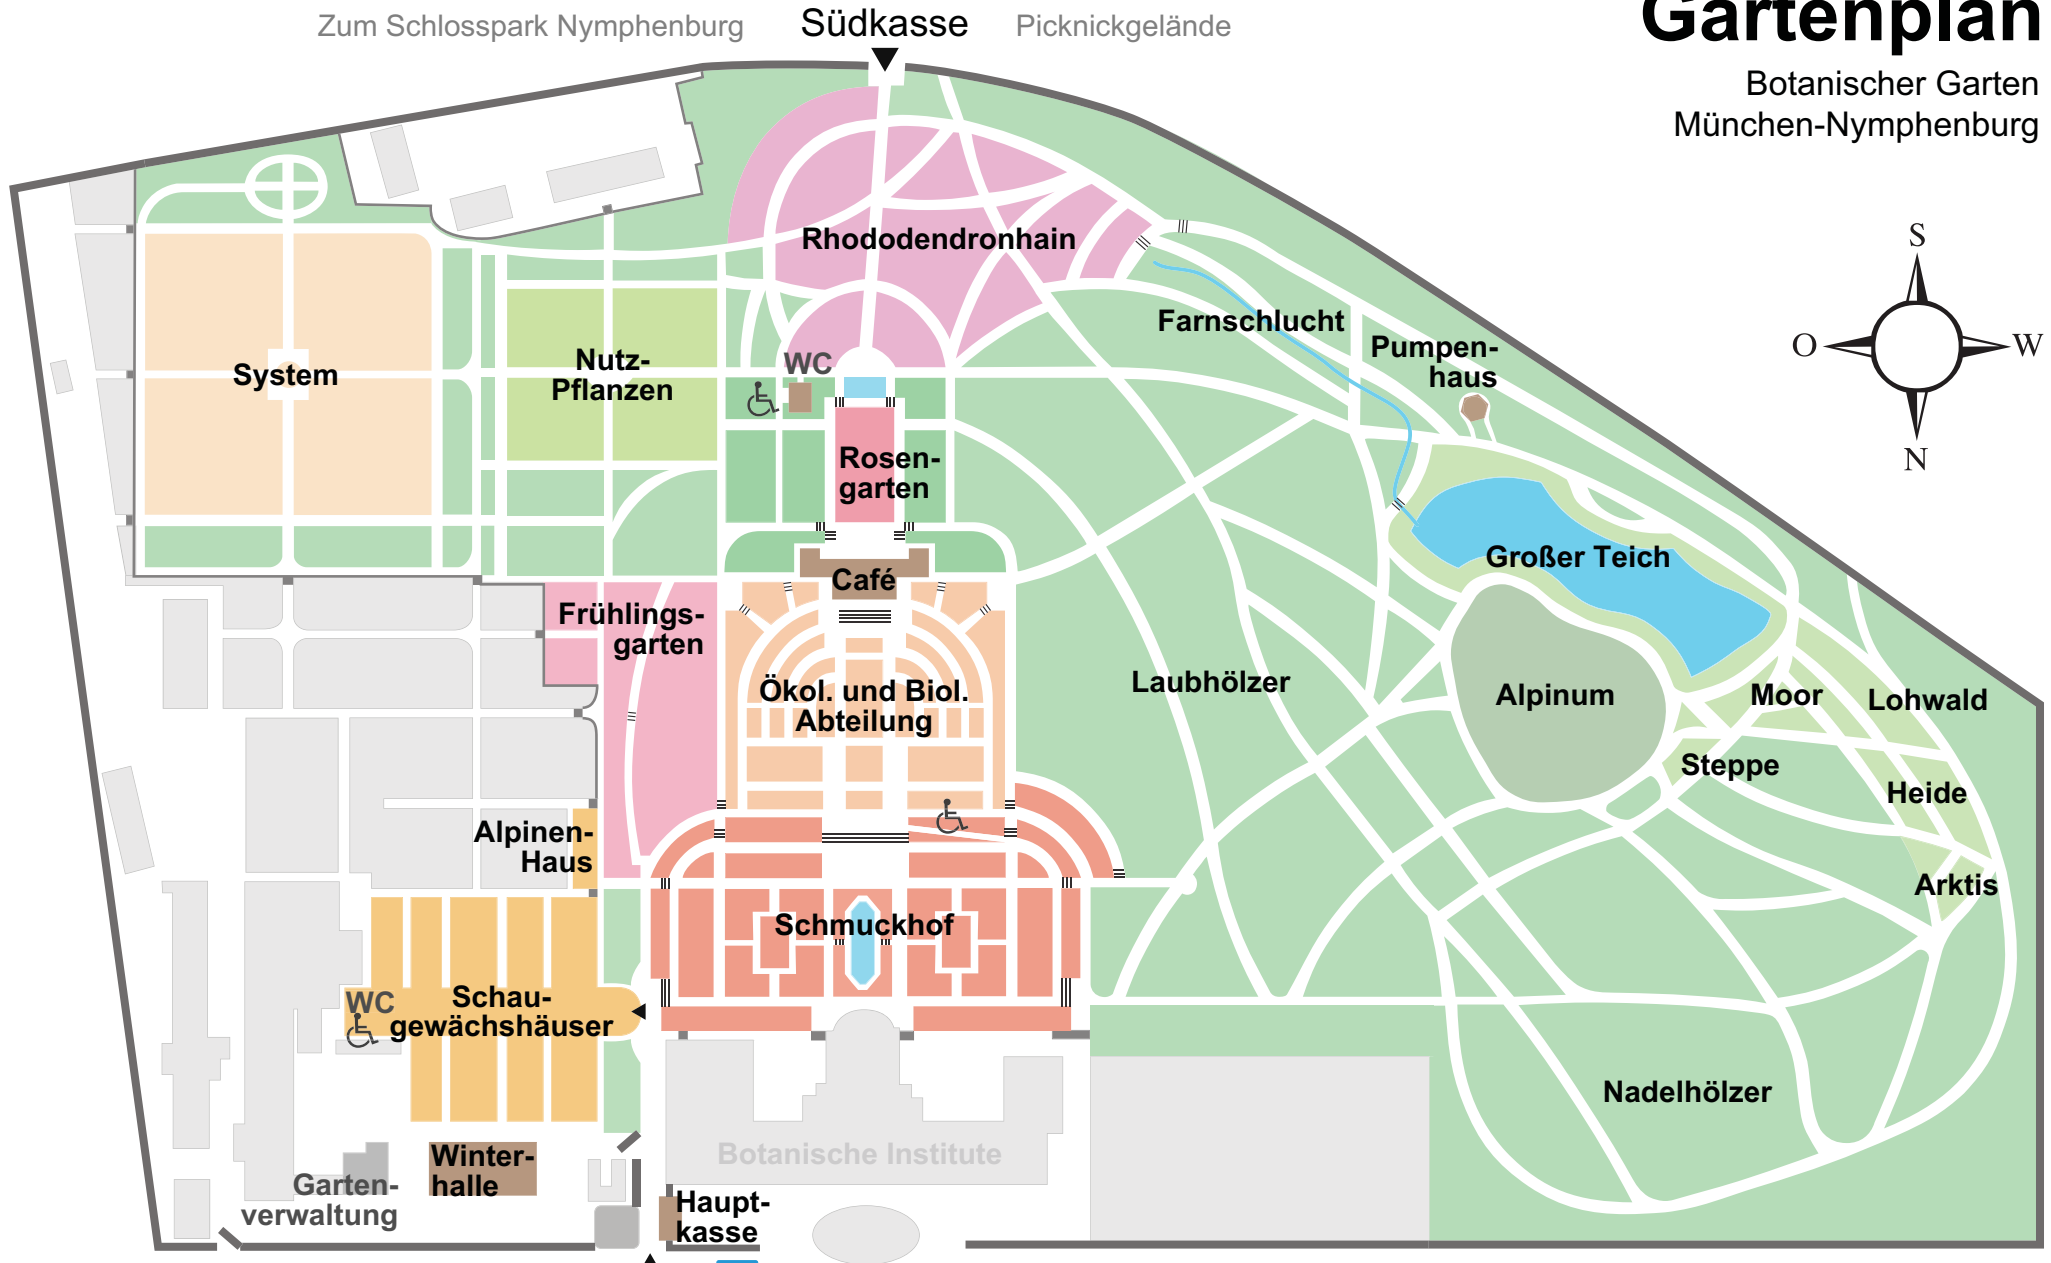 Gartenplan
Botanischer Garten
München-Nymphenburg
Zum Schlosspark Nymphenburg
Südkasse
Picknickgelände
S
O
W
N
Rhododendronhain
Farnschlucht
Pumpen-
haus
System
Nutz-
Pflanzen
WC
Rosen-
garten
Großer Teich
Café
Frühlings-
garten
Ökol. und Biol.
Abteilung
Laubhölzer
Alpinum
Moor
Lohwald
Steppe
Heide
Arktis
Alpinen-
Haus
Schmuckhof
WC
Schau-
gewächshäuser
Nadelhölzer
Botanische Institute
Winter-
halle
Garten-
verwaltung
Haupt-
kasse